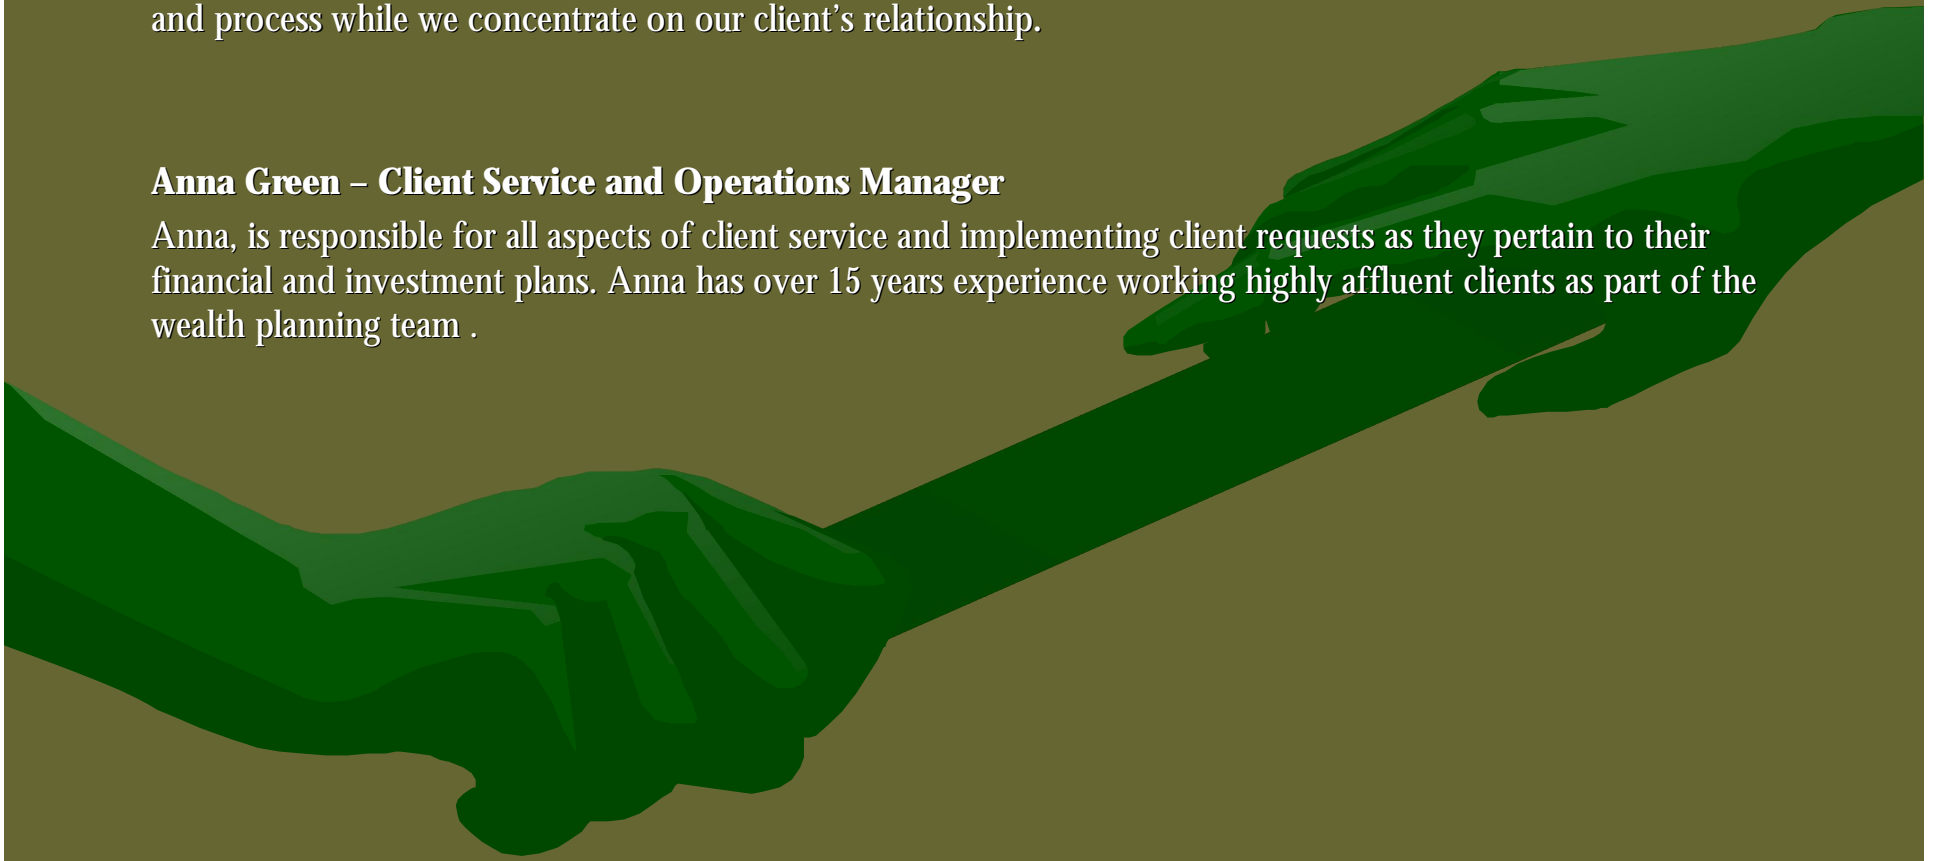 and process while we concentrate on our client’s relationship.
Anna Green – Client Service and Operations Manager
Anna, is responsible for all aspects of client service and implementing client requests as they pertain to their
financial and investment plans. Anna has over 15 years experience working highly affluent clients as part of the
wealth planning team .